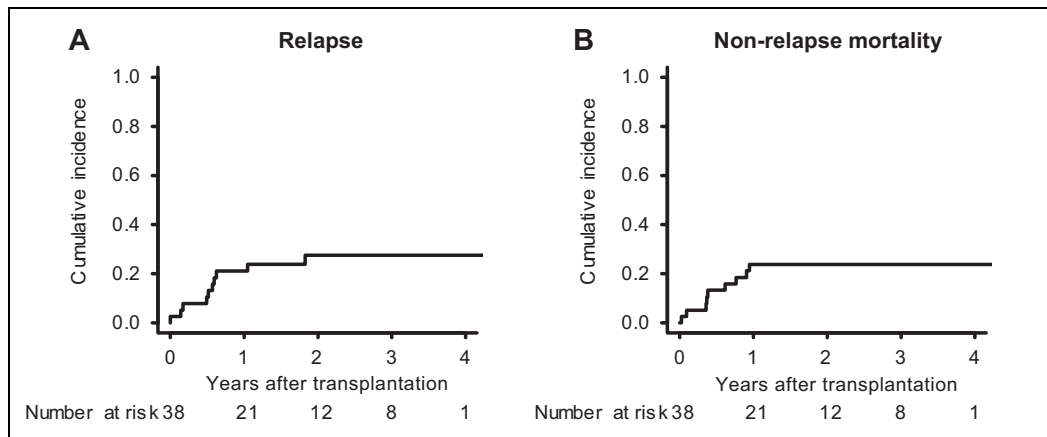 A Relapse
1.0
0.8
0.6
0.4
0.2
0.0
Cumulative incidence
0 1 2 3 4
Years after transplantation
Number at risk 38 21 12 8 1
B Non-relapse mortality
1.0
0.8
0.6
0.4
0.2
0.0
Cumulative incidence
0 1 2 3 4
Years after transplantation
Number at risk 38 21 12 8 1